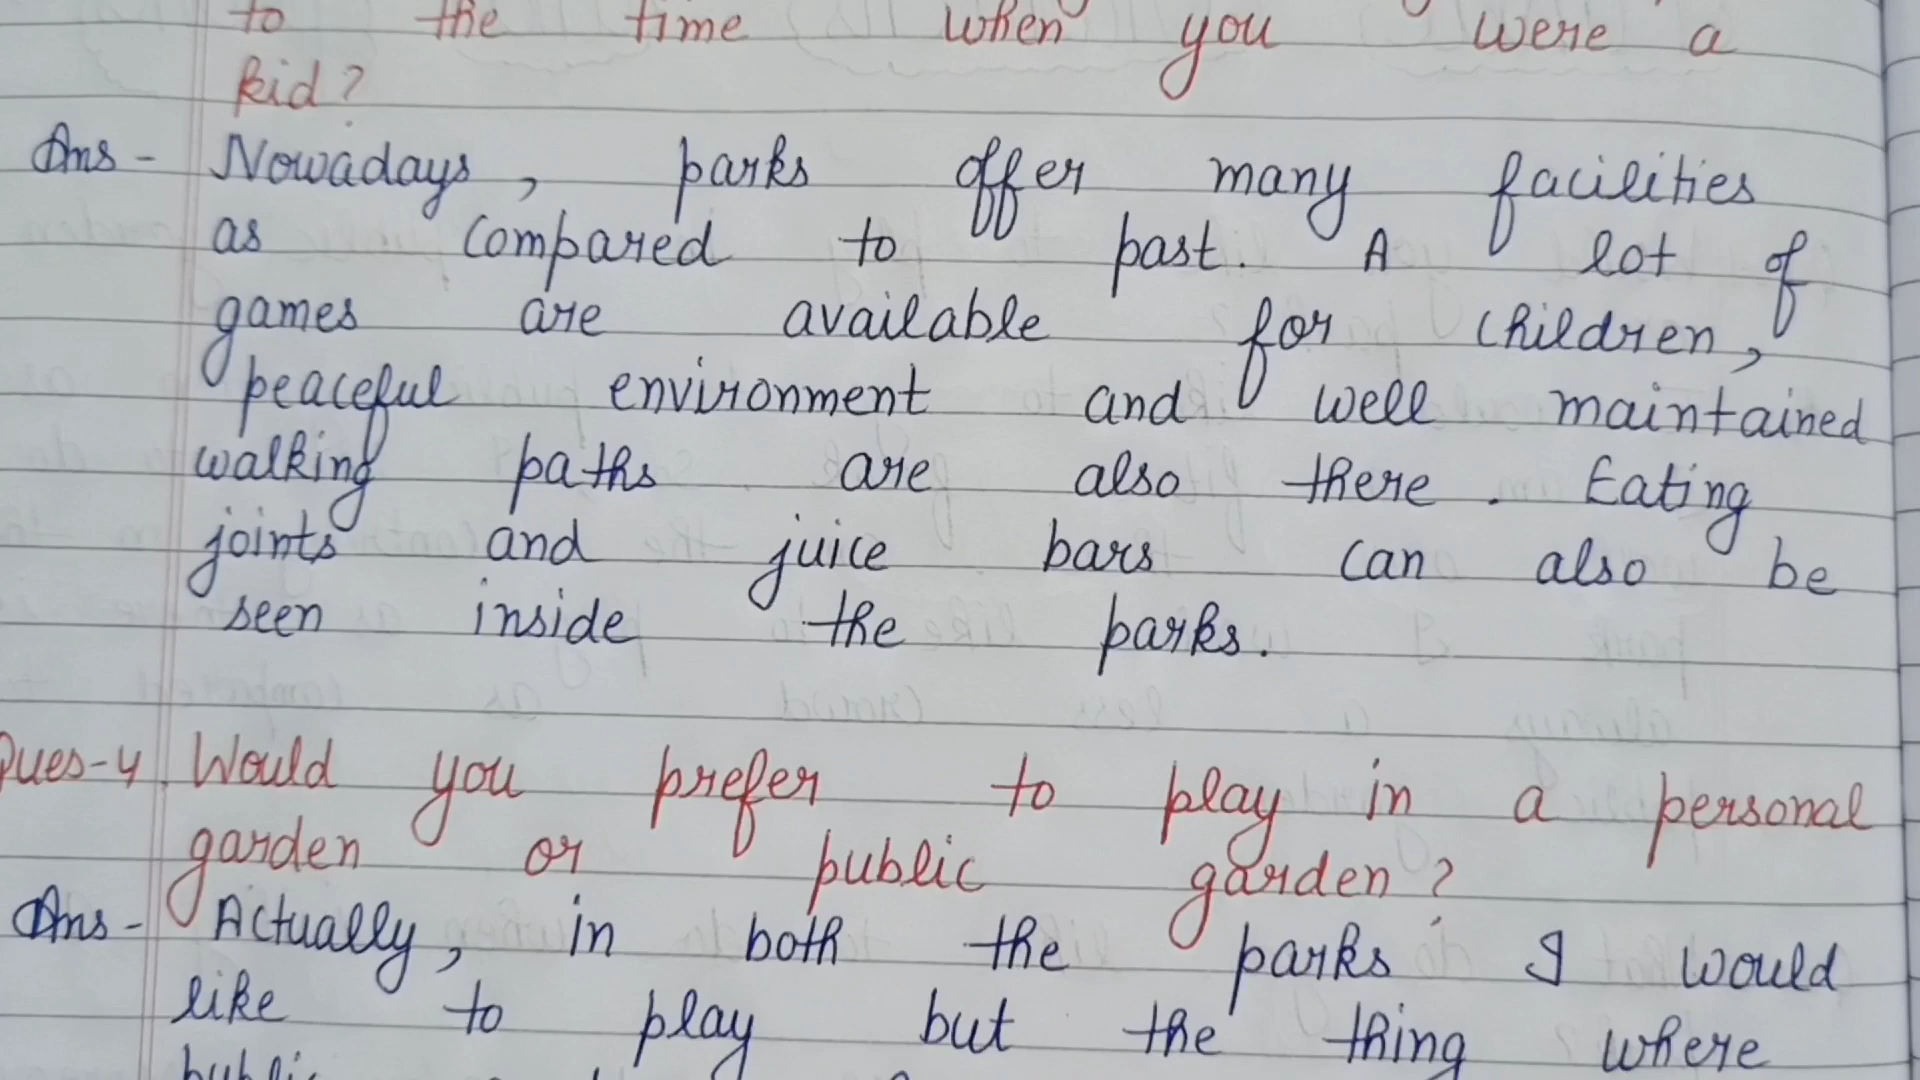 to the time when you were a
kid?
Ans - Nowadays, parks offer many facilities
as compared to past. A lot of
games are available for children,
peaceful environment and well maintained
walking paths are also there. Eating
joints and juice bars can also be
seen inside the parks.
Ques-4. Would you prefer to play in a personal
garden or public garden?
Ans - Actually, in both the parks I would
like to play but the thing where
public